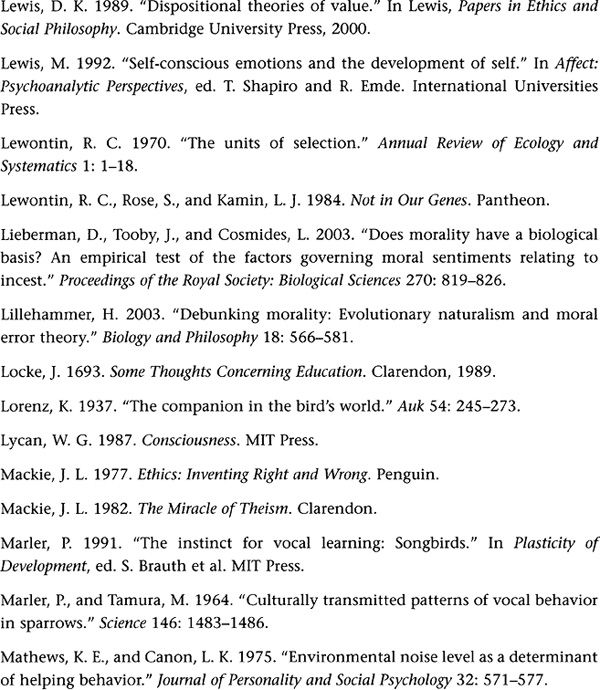 Lewis, D. K. 1989. “Dispositional theories of value.” In Lewis, Papers in Ethics and
Social Philosophy. Cambridge University Press, 2000.
Lewis, M. 1992. “Self-conscious emotions and the development of self.” In Affect:
Psychoanalytic Perspectives, ed. T. Shapiro and R. Emde. International Universities
Press.
Lewontin, R. C. 1970. “The units of selection.” Annual Review of Ecology and
Systematics 1: 1–18.
Lewontin, R. C., Rose, S., and Kamin, L. J. 1984. Not in Our Genes. Pantheon.
Lieberman, D., Tooby, J., and Cosmides, L. 2003. “Does morality have a biological
basis? An empirical test of the factors governing moral sentiments relating to
incest.” Proceedings of the Royal Society: Biological Sciences 270: 819–826.
Lillehammer, H. 2003. “Debunking morality: Evolutionary naturalism and moral
error theory.” Biology and Philosophy 18: 566–581.
Locke, J. 1693. Some Thoughts Concerning Education. Clarendon, 1989.
Lorenz, K. 1937. “The companion in the bird’s world.” Auk 54: 245–273.
Lycan, W. G. 1987. Consciousness. MIT Press.
Mackie, J. L. 1977. Ethics: Inventing Right and Wrong. Penguin.
Mackie, J. L. 1982. The Miracle of Theism. Clarendon.
Marler, P. 1991. “The instinct for vocal learning: Songbirds.” In Plasticity of
Development, ed. S. Brauth et al. MIT Press.
Marler, P., and Tamura, M. 1964. “Culturally transmitted patterns of vocal behavior
in sparrows.” Science 146: 1483–1486.
Mathews, K. E., and Canon, L. K. 1975. “Environmental noise level as a determinant
of helping behavior.” Journal of Personality and Social Psychology 32: 571–577.